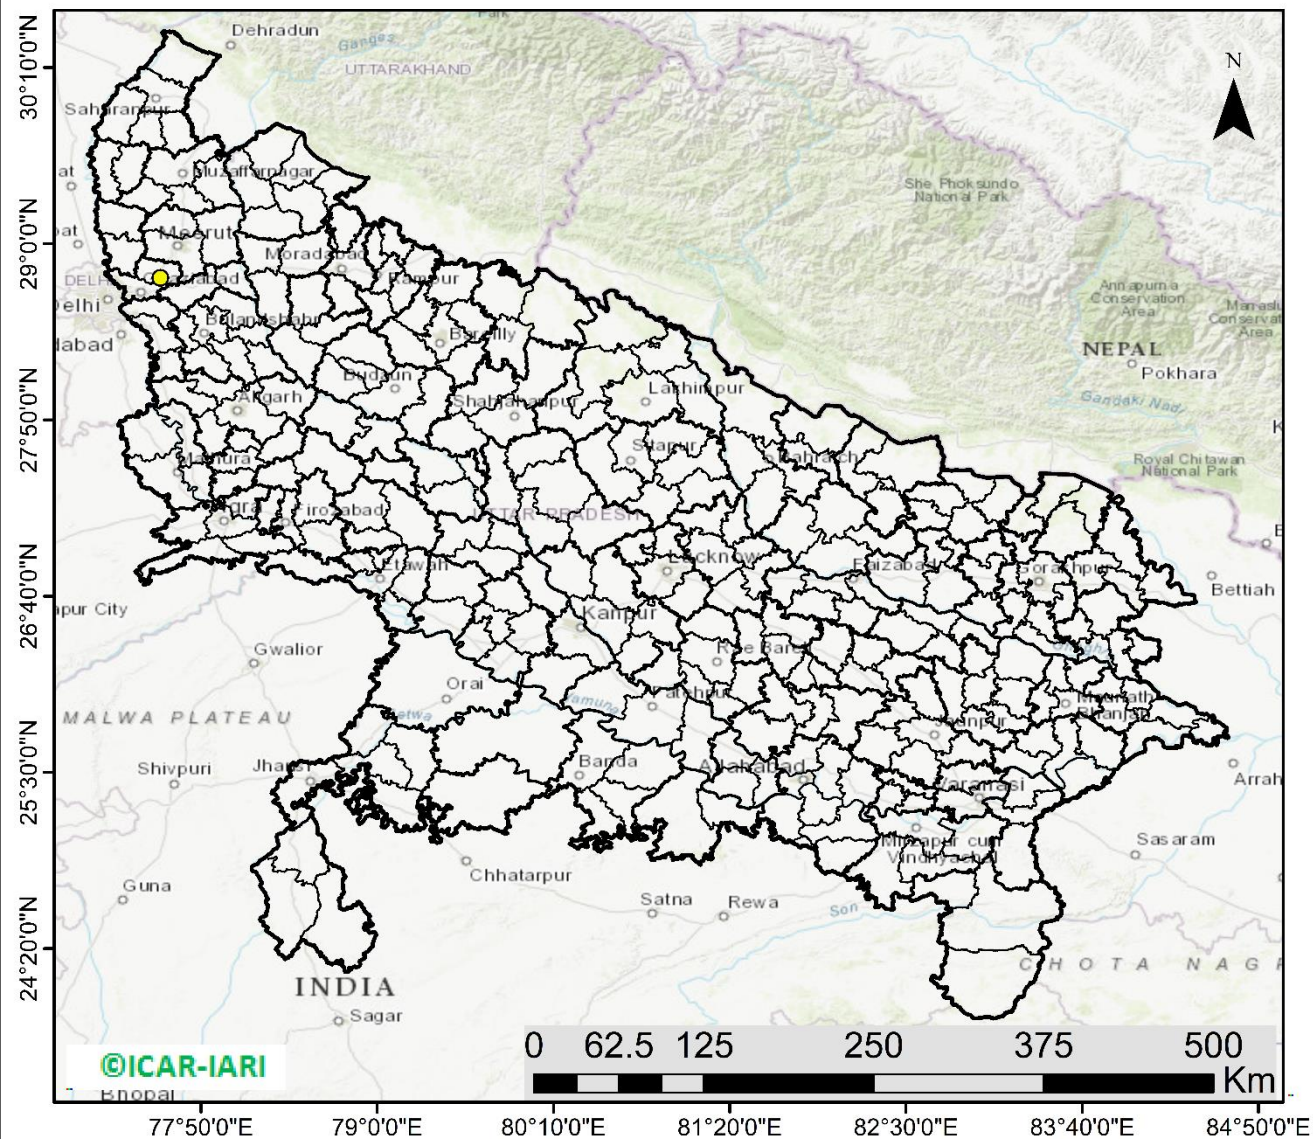 30°10'0"N
29°0'0"N
27°50'0"N
26°40'0"N
25°30'0"N
24°20'0"N
Dehradun
Ganges
UTTARAKHAND
N
Saharanpur
Muzaffarnagar
She Phoksundo
National Park
Meerut
Moradabad
Ghaziabad
Rampur
Annapurna
Conservation
Area
Bulandshahr
Bareilly
NEPAL
Pokhara
Budaun
Lakhimpur
Aligarh
Shahjahanpur
Gandaki Nadi
Sitapur
Bahraich
Mathura
Royal Chitawan
National Park
Agra
Firozabad
UTTAR PRADESH
Lucknow
Faizabad
Gorakhpur
Etawah
Bettiah
Kanpur
Gwalior
Rae Bareli
Ghaghara
Orai
Fatehpur
Yamuna
Betwa
Maunath
Bhanjan
MALWA PLATEAU
Jaunpur
Shivpuri
Jhansi
Banda
Allahabad
Varanasi
Arrah
Mirzapur cum
Vindhyachal
Sasaram
Chhatarpur
Guna
Satna
Rewa
Son
CHOTA NAG
INDIA
Sagar
0 62.5 125 250 375 500
Km
©ICAR-IARI
Bhopal
77°50'0"E 79°0'0"E 80°10'0"E 81°20'0"E 82°30'0"E 83°40'0"E 84°50'0"E